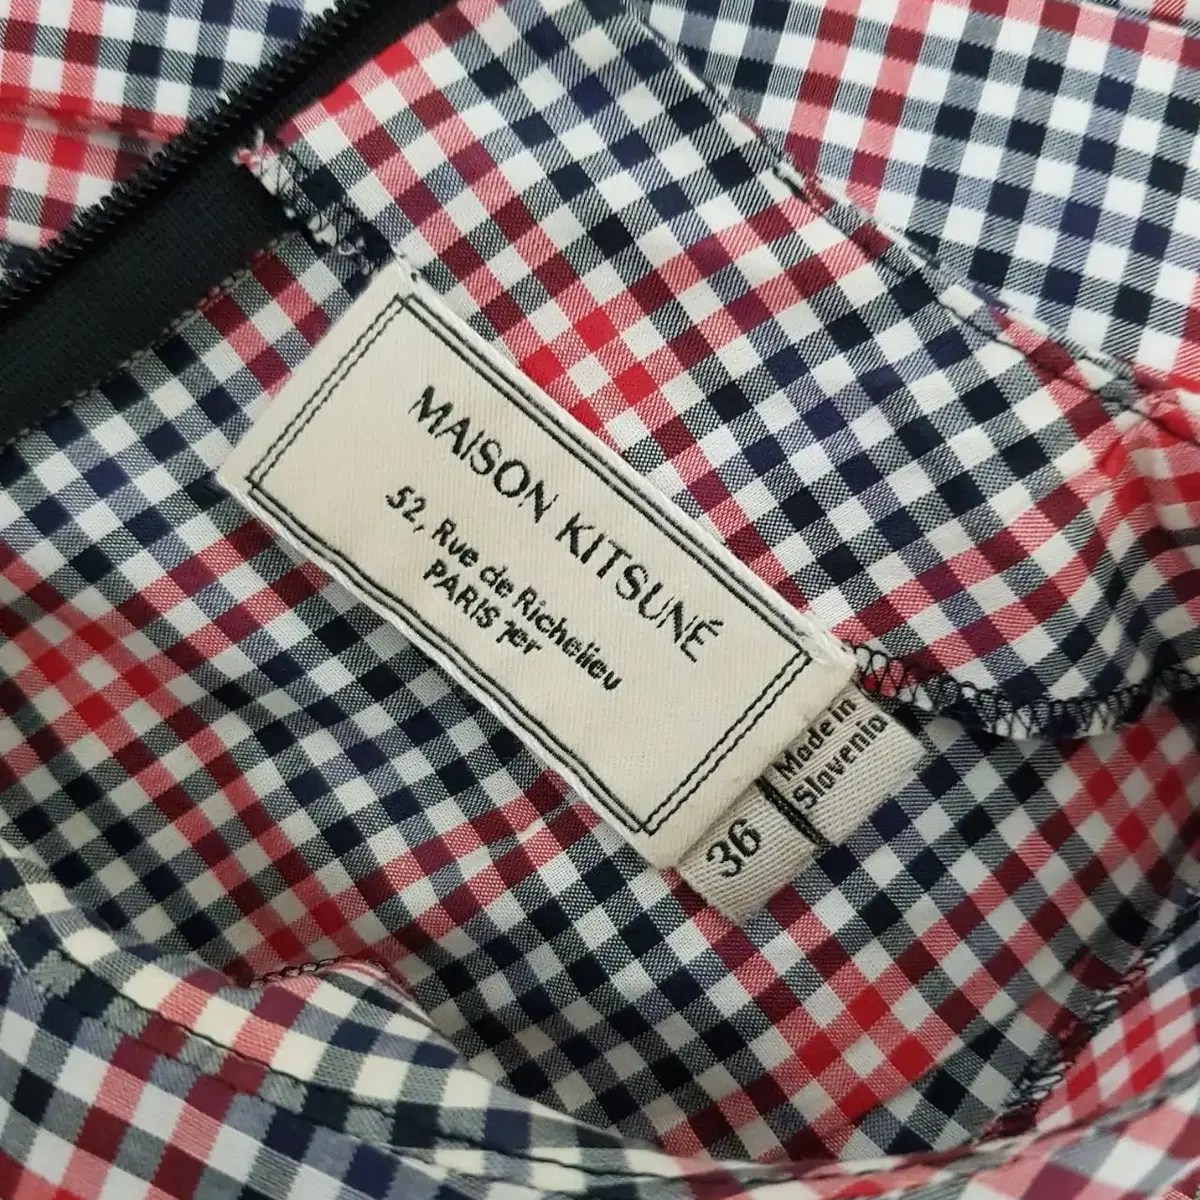 MAISON KITSUNÉ
52, Rue de Richelieu
PARIS 1er
Made in
Slovenia
36